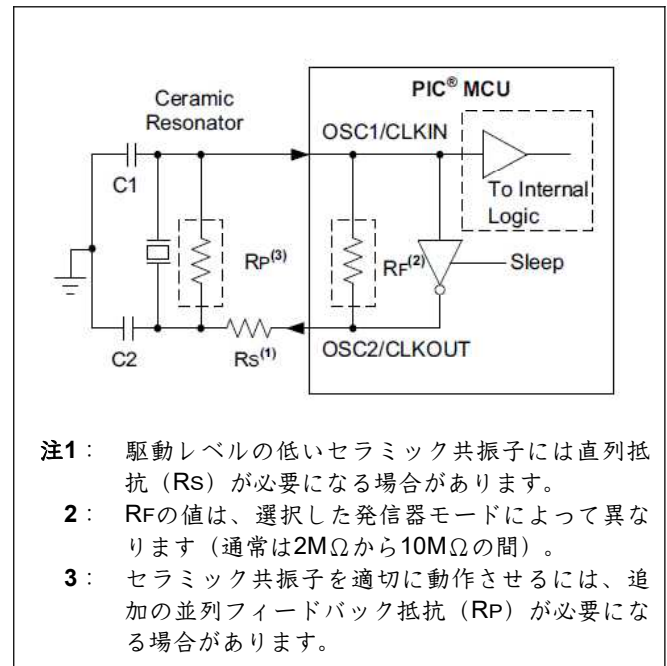 PIC® MCU
Ceramic
Resonator
OSC1/CLKIN
C1
To Internal
Logic
RP(3)
RF(2)
Sleep
C2
RS(1)
OSC2/CLKOUT
注1： 駆動レベルの低いセラミック共振子には直列抵
抗（RS）が必要になる場合があります。
2： RFの値は、選択した発信器モードによって異な
ります（通常は2MΩから10MΩの間）。
3： セラミック共振子を適切に動作させるには、追
加の並列フィードバック抵抗（RP）が必要にな
る場合があります。